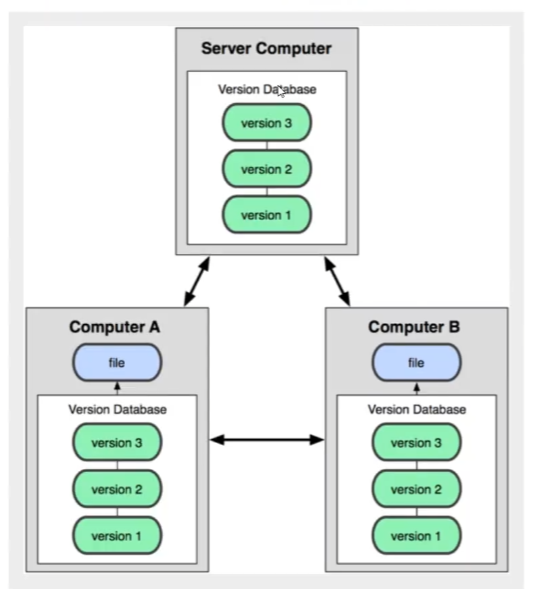 Server Computer
Version Database
version 3
version 2
version 1
Computer A
file
Version Database
version 3
version 2
version 1
Computer B
file
Version Database
version 3
version 2
version 1